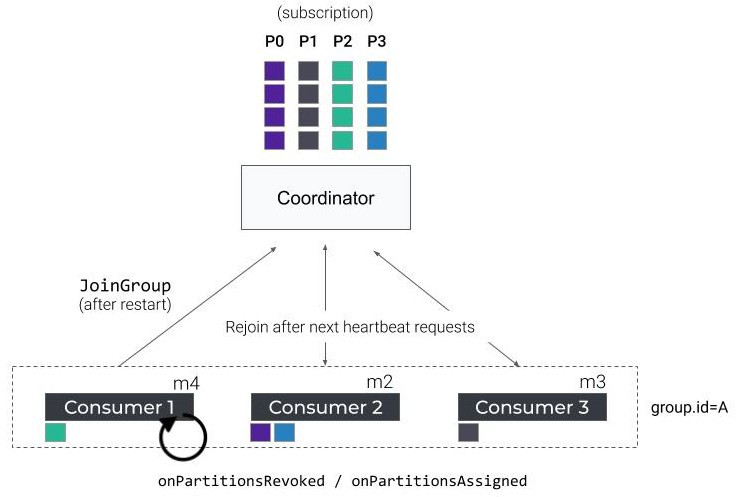 (subscription)
P0 P1 P2 P3
Coordinator
JoinGroup
(after restart)
Rejoin after next heartbeat requests
m4 m2 m3
Consumer 1 Consumer 2 Consumer 3
group.id=A
onPartitionsRevoked / onPartitionsAssigned